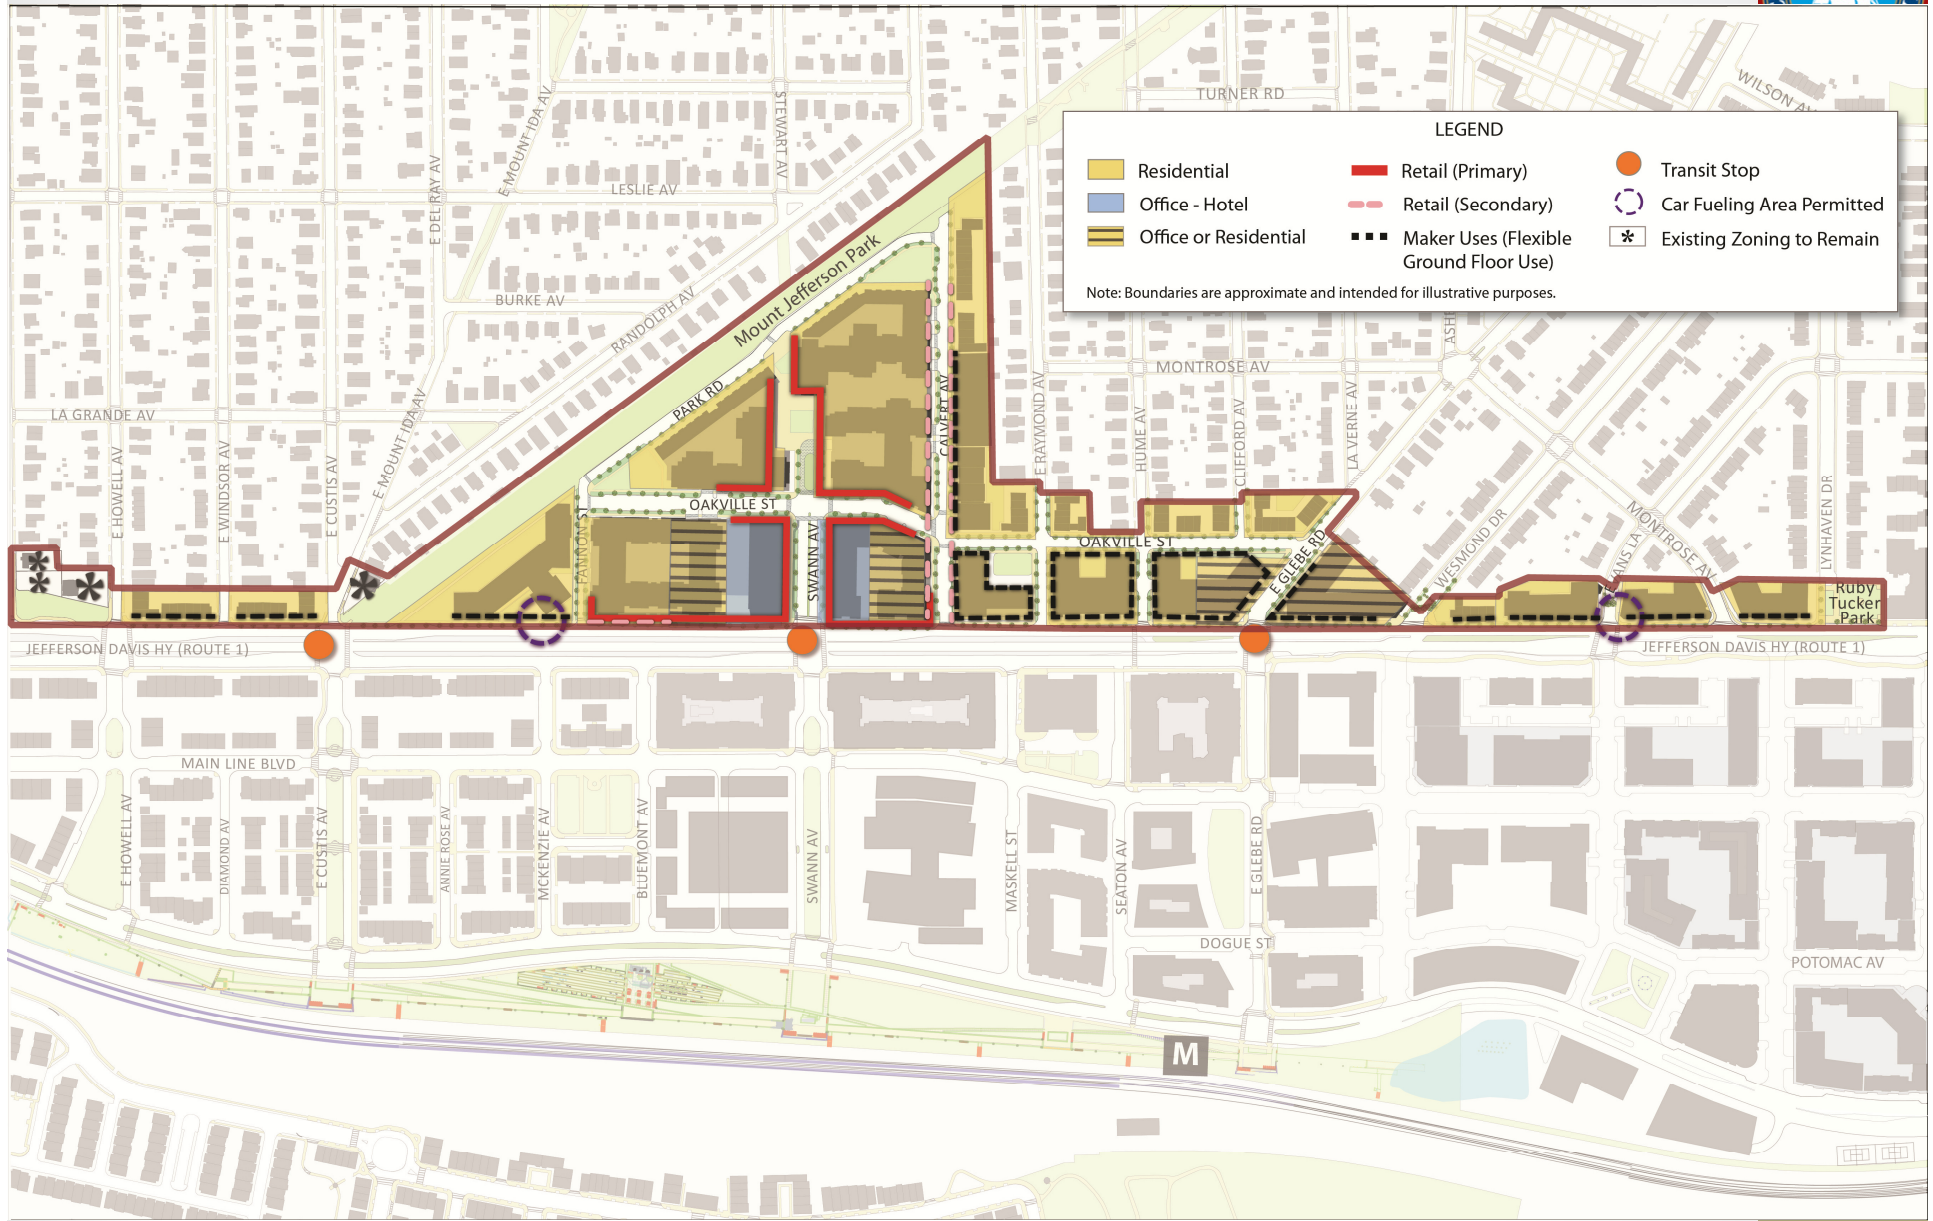 WILSON AV
TURNER RD
STEWART AV
E MOUNT IDA AV
LESLIE AV
E DEL RAY AV
LEGEND
Residential
Office - Hotel
Office or Residential
Retail (Primary)
Retail (Secondary)
Maker Uses (Flexible
Ground Floor Use)
Transit Stop
Car Fueling Area Permitted
* Existing Zoning to Remain
Note: Boundaries are approximate and intended for illustrative purposes.
Mount Jefferson Park
BURKE AV
RANDOLPH AV
MONTROSE AV
PARK RD
CALVERT AV
E RAYMOND AV
HUME AV
CLIFFORD AV
LA VERNE AV
LA GRANDE AV
E HOWELL AV
E WINDSOR AV
E CUSTIS AV
E MOUNT IDA AV
OAKVILLE ST
FANNON ST
SWANN AV
OAKVILLE ST
E GLEBE RD
WESMOND DR
MONTROSE AV
LYNHAVEN DR
Ruby
Tucker
Park
JEFFERSON DAVIS HY (ROUTE 1)
JEFFERSON DAVIS HY (ROUTE 1)
MAIN LINE BLVD
E HOWELL AV
DIAMOND AV
E CUSTIS AV
ANNIE ROSE AV
MCKENZIE AV
BLUEMONT AV
SWANN AV
MASKELL ST
SEATON AV
E GLEBE RD
DOGUE ST
POTOMAC AV
M